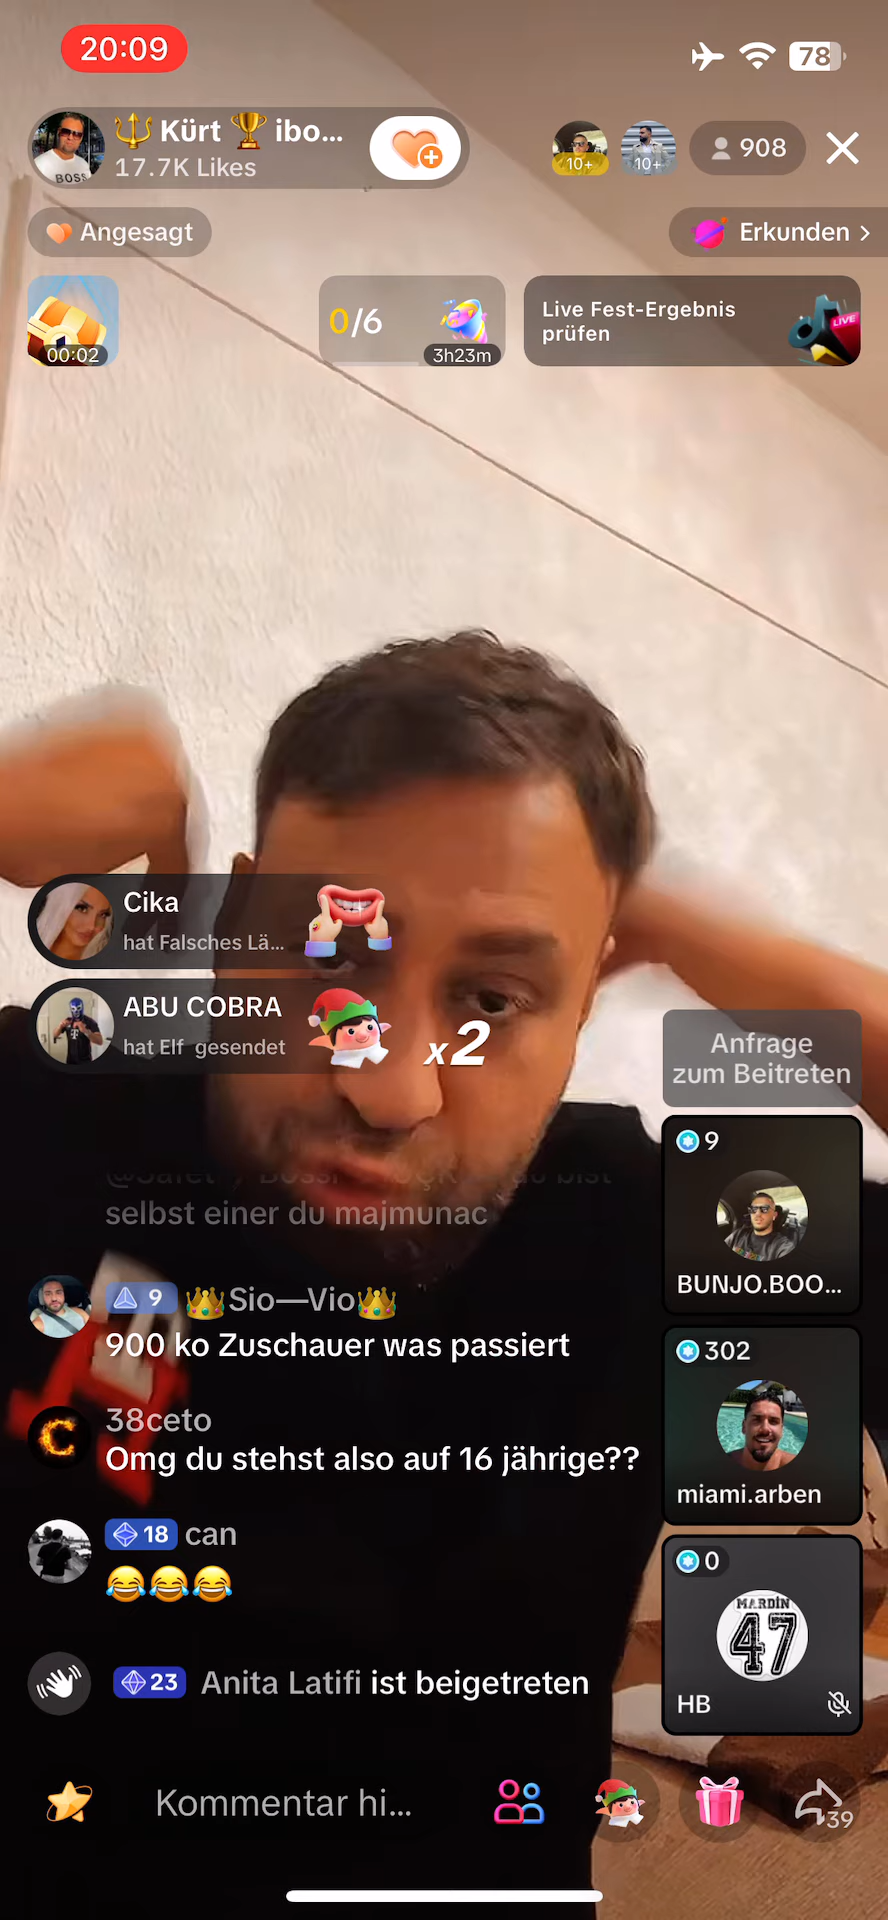 20:09
78
🔱 Kürt 🏆 ibo...
17.7K Likes
BOSS
10+
10+
908
Angesagt
Erkunden >
00:02
0/6
3h23m
Live Fest-Ergebnis
prüfen
LIVE
Cika
hat Falsches Lä...
ABU COBRA
hat Elf gesendet
x2
Anfrage
zum Beitreten
9
BUNJO.BOO...
302
miami.arben
0
MARDİN
47
HB
selbst einer du majmunac
9 👑Sio—Vio👑
900 ko Zuschauer was passiert
38ceto
Omg du stehst also auf 16 jährige??
18 can
😂😂😂
23 Anita Latifi ist beigetreten
Kommentar hi...
39